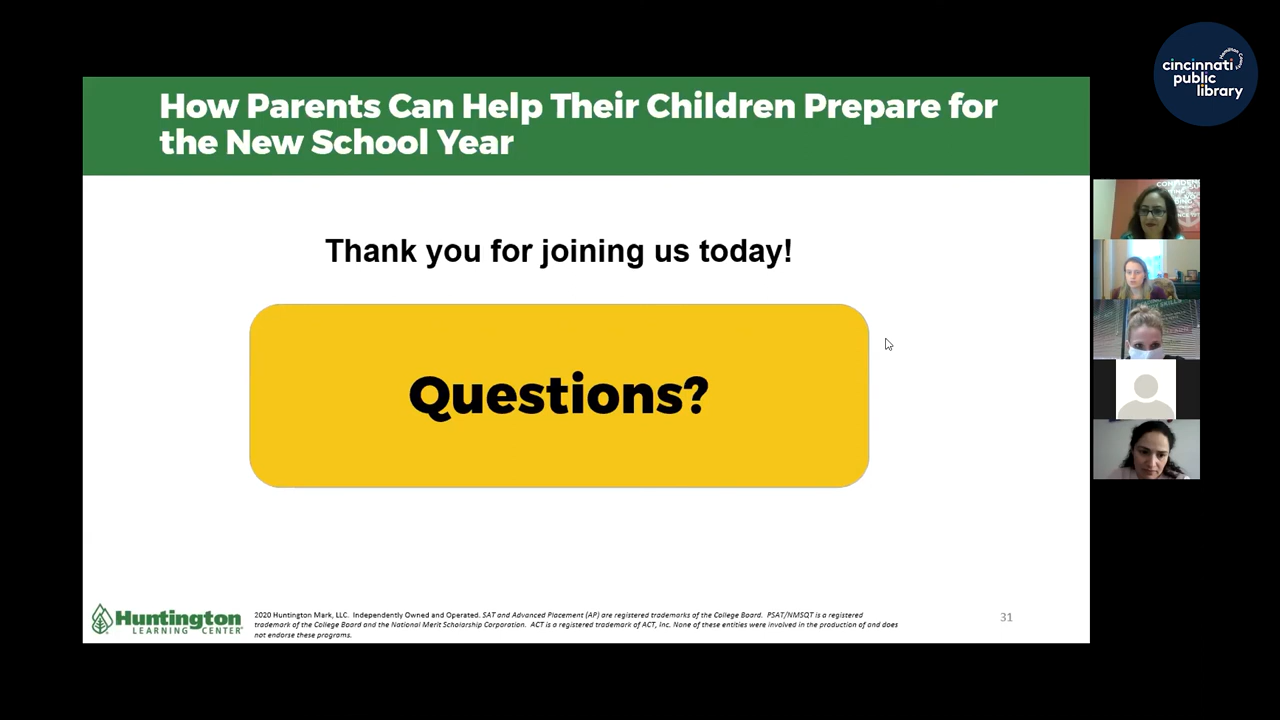 cincinnati
public
library
How Parents Can Help Their Children Prepare for
the New School Year
Thank you for joining us today!
Questions?
Huntington
LEARNING CENTER
2020 Huntington Mark, LLC. Independently Owned and Operated. SAT and Advanced Placement (AP) are registered trademarks of the College Board. PSAT/NMSQT is a registered
trademark of the College Board and the National Merit Scholarship Corporation. ACT is a registered trademark of ACT, Inc. None of these entities were involved in the production of and does
not endorse these programs.
31